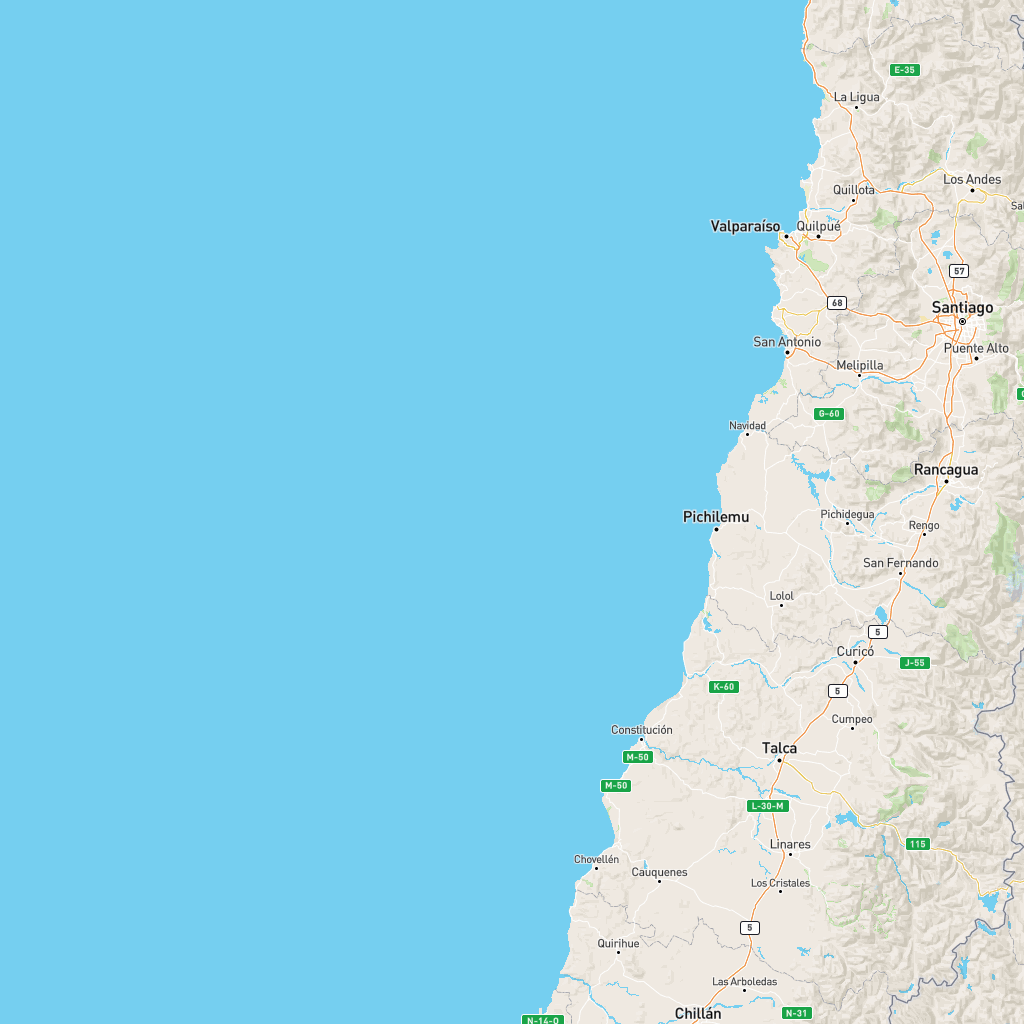 E-35
La Ligua
Los Andes
Quillota
Valparaíso
Quilpué
57
68
Santiago
San Antonio
Puente Alto
Melipilla
G-60
Navidad
Rancagua
Pichilemu
Pichidegua
Rengo
San Fernando
Lolol
5
Curicó
J-55
K-60
5
Cumpeo
Constitución
Talca
M-50
M-50
L-30-M
115
Linares
Chovellén
Cauquenes
Los Cristales
5
Quirihue
Las Arboledas
Chillán
N-31
N-14-O